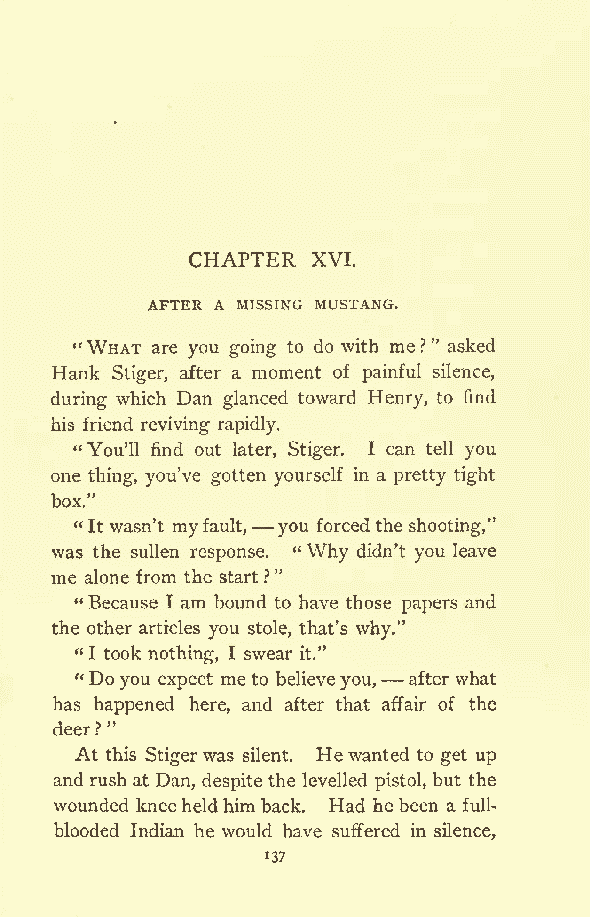 CHAPTER XVI.
AFTER A MISSING MUSTANG.
"WHAT are you going to do with me?" asked
Hank Stiger, after a moment of painful silence,
during which Dan glanced toward Henry, to find
his friend reviving rapidly.
"You'll find out later, Stiger. I can tell you
one thing, you've gotten yourself in a pretty tight
box."
"It wasn't my fault, — you forced the shooting,"
was the sullen response. "Why didn't you leave
me alone from the start?"
"Because I am bound to have those papers and
the other articles you stole, that's why."
"I took nothing, I swear it."
"Do you expect me to believe you, — after what
has happened here, and after that affair of the
deer?"
At this Stiger was silent. He wanted to get up
and rush at Dan, despite the levelled pistol, but the
wounded knee held him back. Had he been a full-
blooded Indian he would have suffered in silence,
137